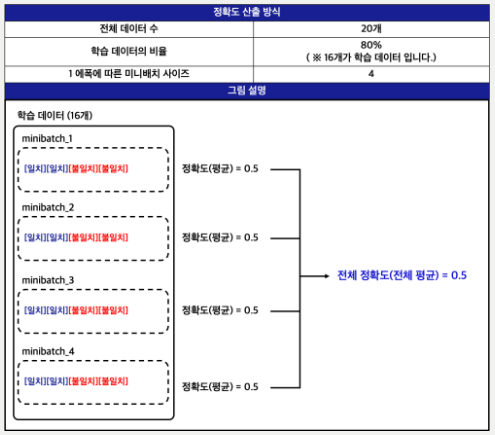 정확도 산출 방식
전체 데이터 수 20개
학습 데이터의 비율 80%
( ※ 16개가 학습 데이터 입니다.)
1 에폭에 따른 미니배치 사이즈 4
그림 설명
학습 데이터 (16개)
minibatch_1
[일치][일치][불일치][불일치] 정확도(평균) = 0.5
minibatch_2
[일치][일치][불일치][불일치] 정확도(평균) = 0.5
전체 정확도(전체 평균) = 0.5
minibatch_3
[일치][일치][불일치][불일치] 정확도(평균) = 0.5
minibatch_4
[일치][일치][불일치][불일치] 정확도(평균) = 0.5